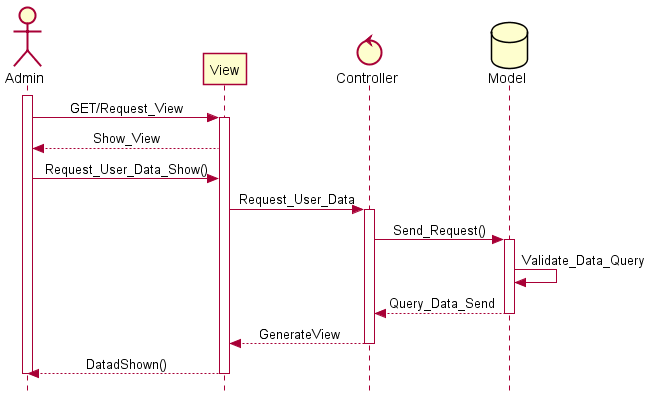 Admin
View
Controller
Model
GET/Request_View
Show_View
Request_User_Data_Show()
Request_User_Data
Send_Request()
Validate_Data_Query
Query_Data_Send
GenerateView
DatadShown()